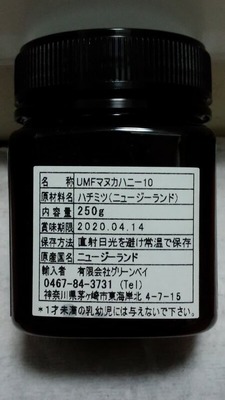 名　称 UMFマヌカハニー10
原材料名 ハチミツ(ニュージーランド)
内 容 量 250g
賞味期限 2020.04.14
保存方法 直射日光を避け常温で保存
原産国名 ニュージーランド
輸入者 有限会社グリーンベイ
0467-84-3731 (Tel)
神奈川県茅ヶ崎市東海岸北 4-7-15
*1才未満の乳幼児には与えないで下さい。